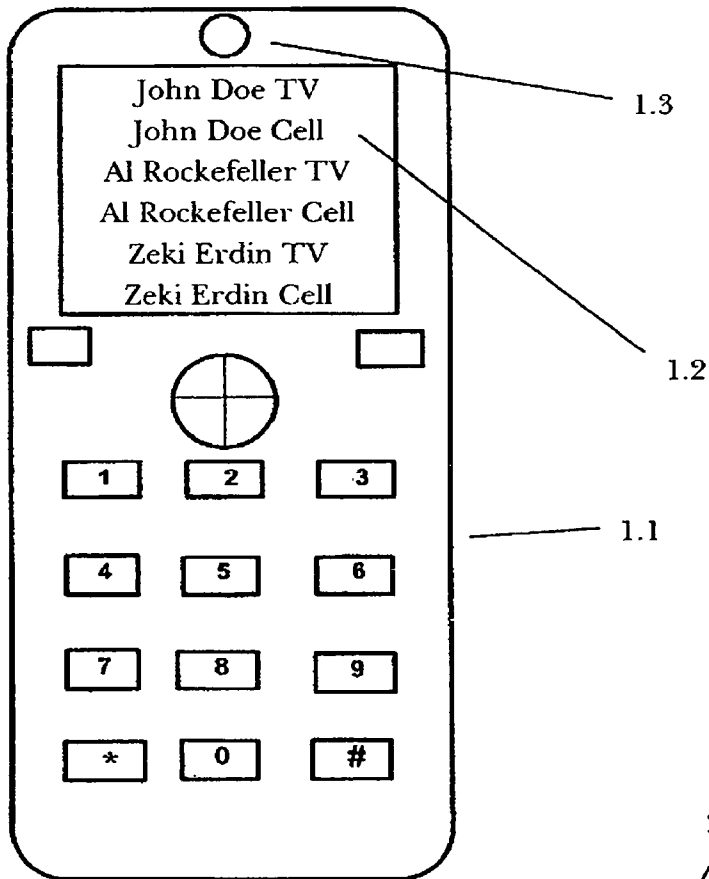 John Doe TV
John Doe Cell
Al Rockefeller TV
Al Rockefeller Cell
Zeki Erdin TV
Zeki Erdin Cell
1.3
1.2
1.1
1 2 3
4 5 6
7 8 9
* 0 #